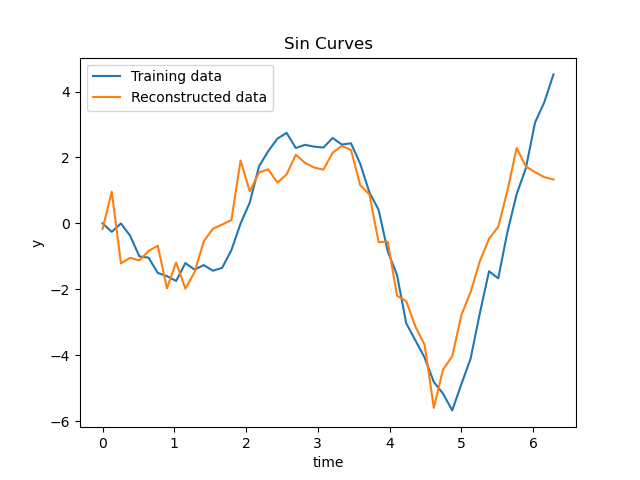 Sin Curves
Training data
Reconstructed data
4
2
0
−2
−4
−6
y
0 1 2 3 4 5 6
time